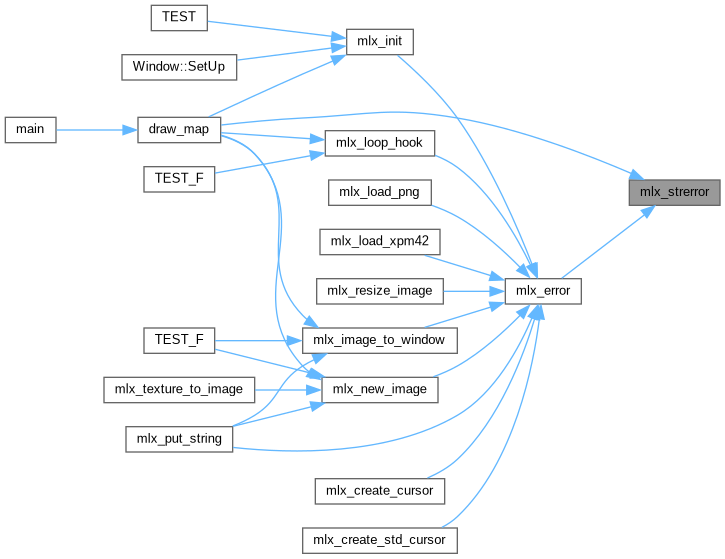 TEST
mlx_init
Window::SetUp
main
draw_map
mlx_loop_hook
TEST_F
mlx_load_png
mlx_strerror
mlx_load_xpm42
mlx_resize_image
mlx_error
TEST_F
mlx_image_to_window
mlx_texture_to_image
mlx_new_image
mlx_put_string
mlx_create_cursor
mlx_create_std_cursor